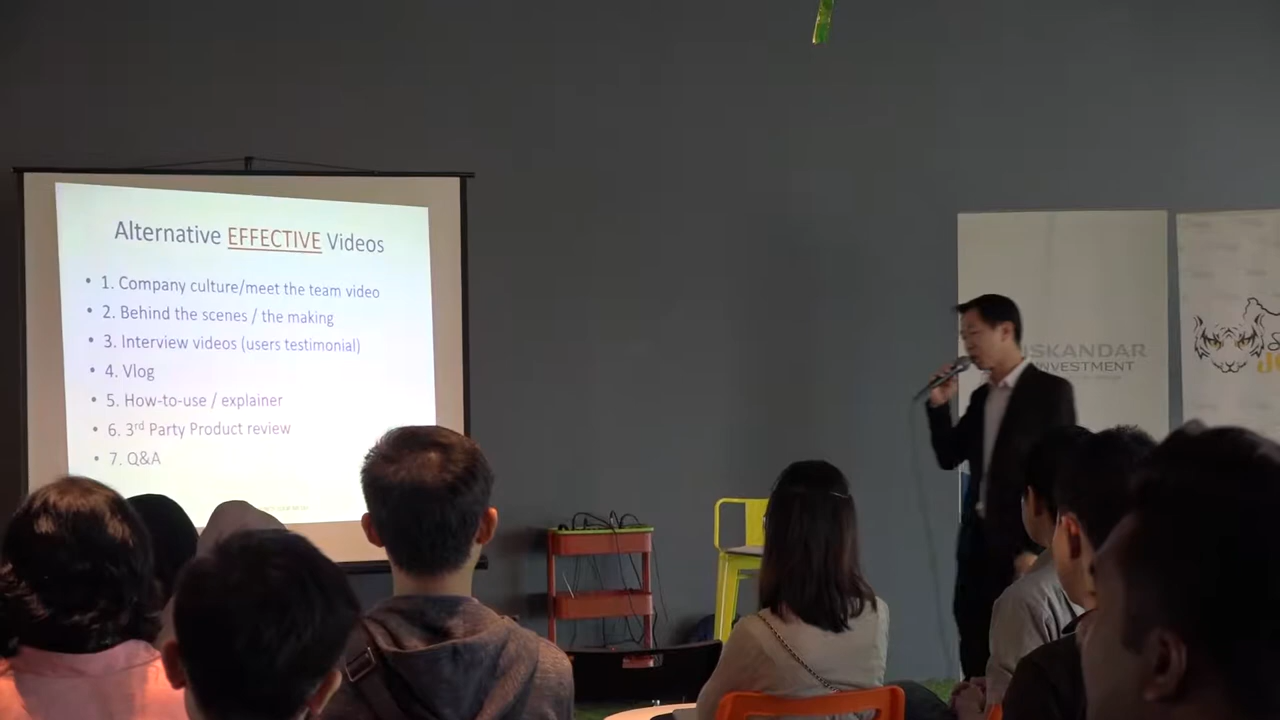 Alternative EFFECTIVE Videos
• 1. Company culture/meet the team video
• 2. Behind the scenes / the making
• 3. Interview videos (users testimonial)
• 4. Vlog
• 5. How-to-use / explainer
• 6. 3rd Party Product review
• 7. Q&A
ISKANDAR
INVESTMENT